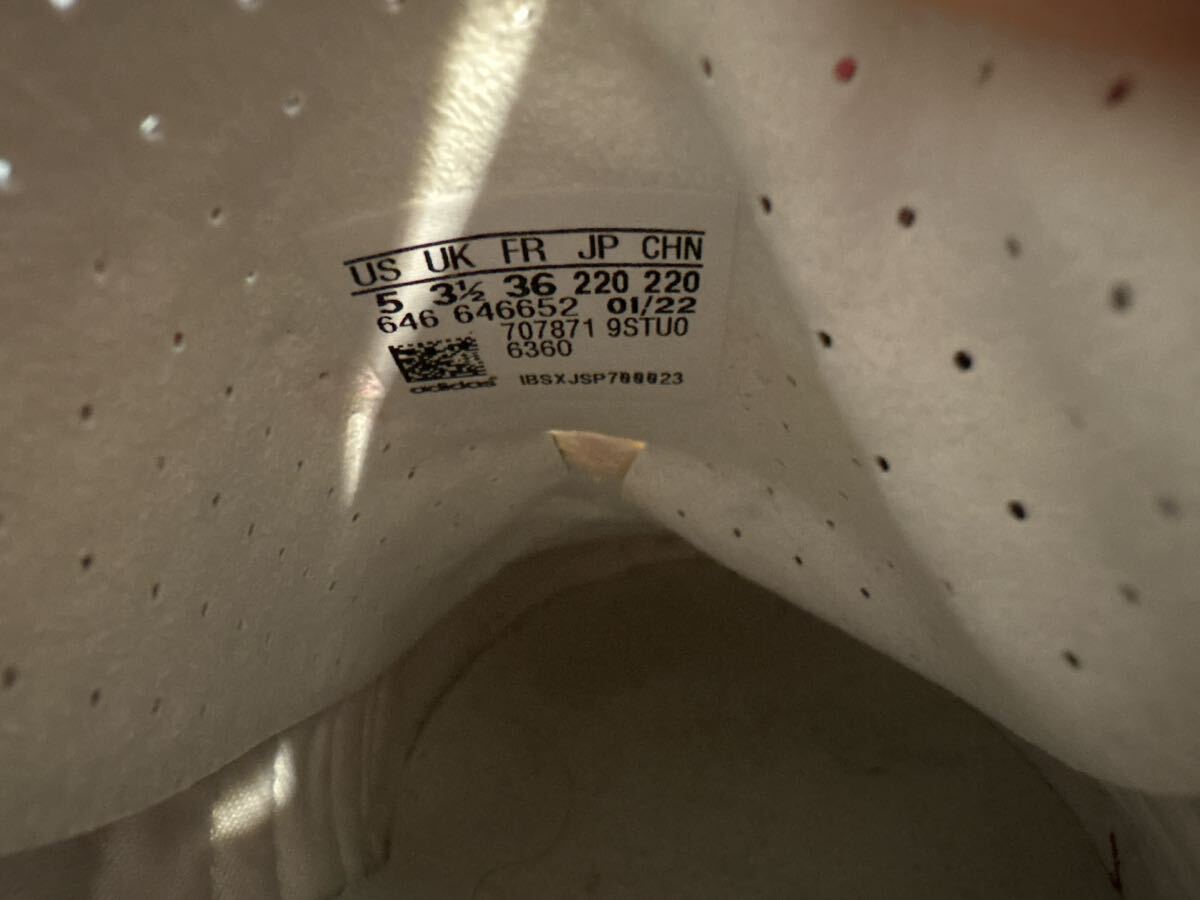 US UK FR JP CHN
5 3½ 36 220 220
646 646652 01/22
707871 9STU0
6360
adidas IBSXJSP700023